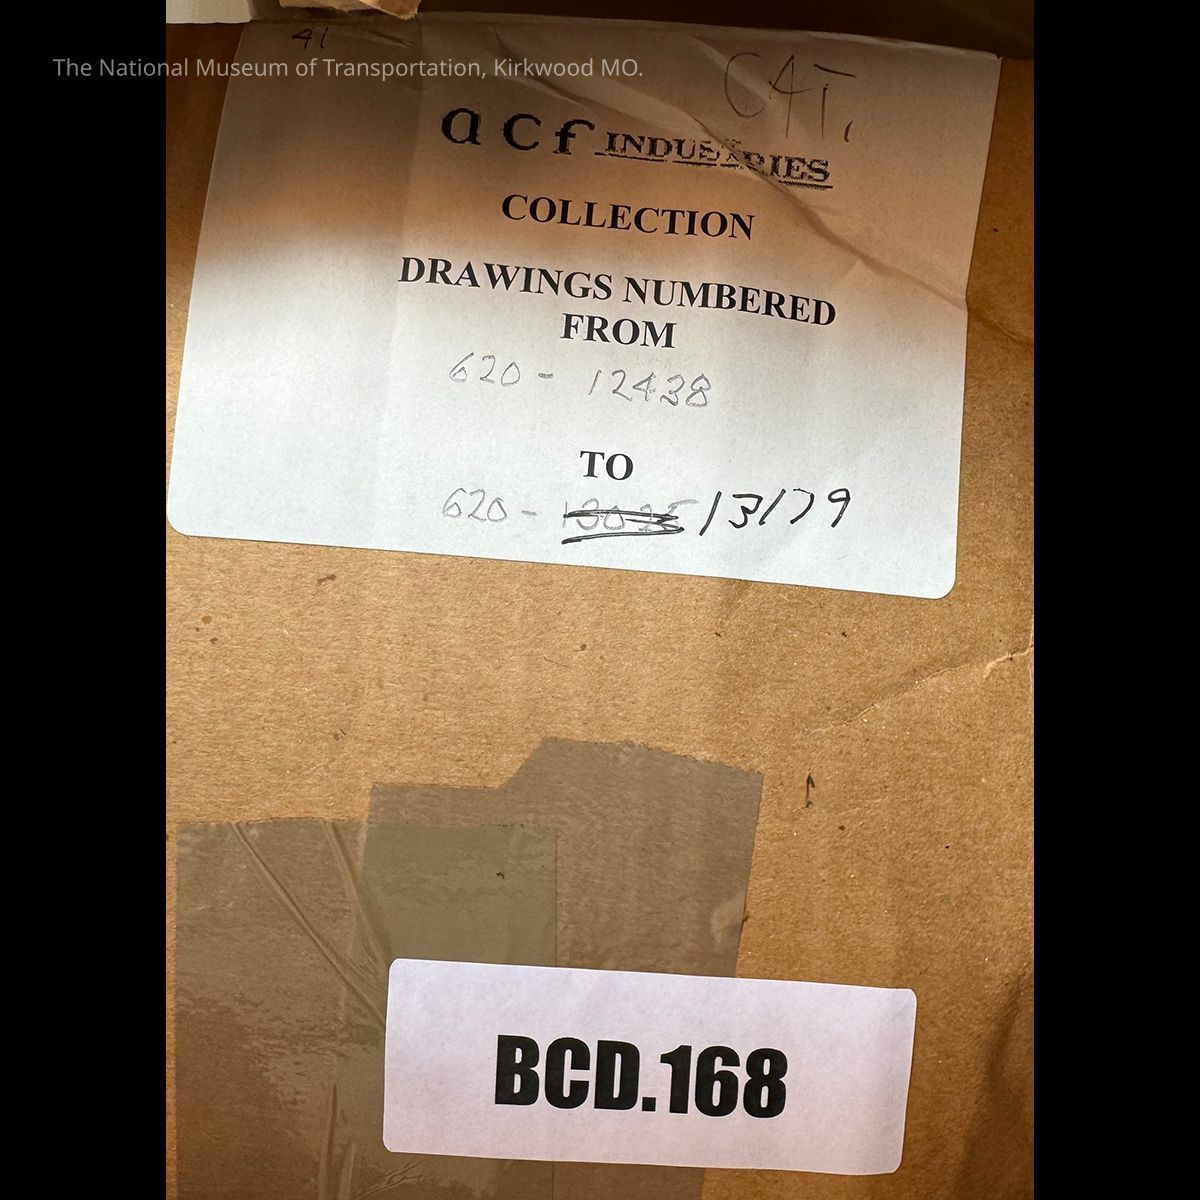 41
The National Museum of Transportation, Kirkwood MO.
CAT.
acf INDUSTRIES
COLLECTION
DRAWINGS NUMBERED
FROM
620 - 12438
TO
620 - 13179
BCD.168